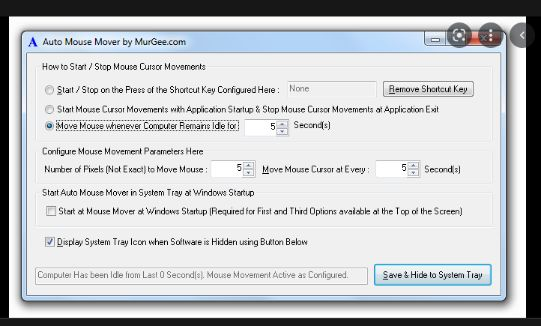 A Auto Mouse Mover by MurGee.com
How to Start / Stop Mouse Cursor Movements
Start / Stop on the Press of the Shortcut Key Configured Here : None Remove Shortcut Key
Start Mouse Cursor Movements with Application Startup & Stop Mouse Cursor Movements at Application Exit
Move Mouse whenever Computer Remains Idle for 5 Second(s)
Configure Mouse Movement Parameters Here
Number of Pixels (Not Exact) to Move Mouse : 5 Move Mouse Cursor at Every : 5 Second(s)
Start Auto Mouse Mover in System Tray at Windows Startup
Start at Mouse Mover at Windows Startup (Required for First and Third Options available at the Top of the Screen)
Display System Tray Icon when Software is Hidden using Button Below
Computer Has been Idle from Last 0 Second(s). Mouse Movement Active as Configured. Save & Hide to System Tray